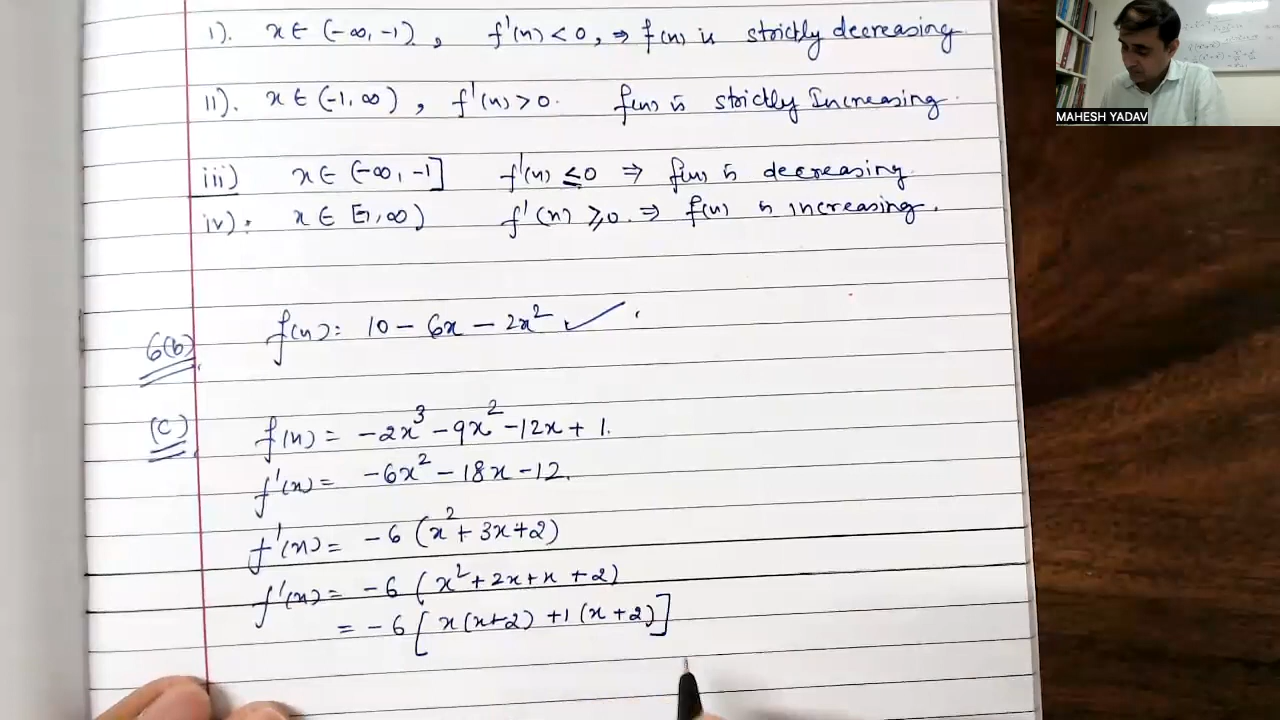 i). x ∈ (-∞, -1), f'(x) < 0, ⇒ f(x) is strictly decreasing
ii). x ∈ (-1, ∞), f'(x) > 0. f(x) is strictly Increasing.
iii) x ∈ (-∞, -1] f'(x) ≤ 0 ⇒ f(x) is decreasing.
iv). x ∈ [-1, ∞) f'(x) ≥ 0. ⇒ f(x) is increasing.
6(b) f(x): 10 - 6x - 2x² ✓
(C) f(x) = -2x³ - 9x² - 12x + 1.
f'(x) = -6x² - 18x - 12.
f'(x) = -6 (x² + 3x + 2)
f'(x) = -6 (x² + 2x + x + 2)
= -6 [x(x+2) + 1(x+2)]
MAHESH YADAV